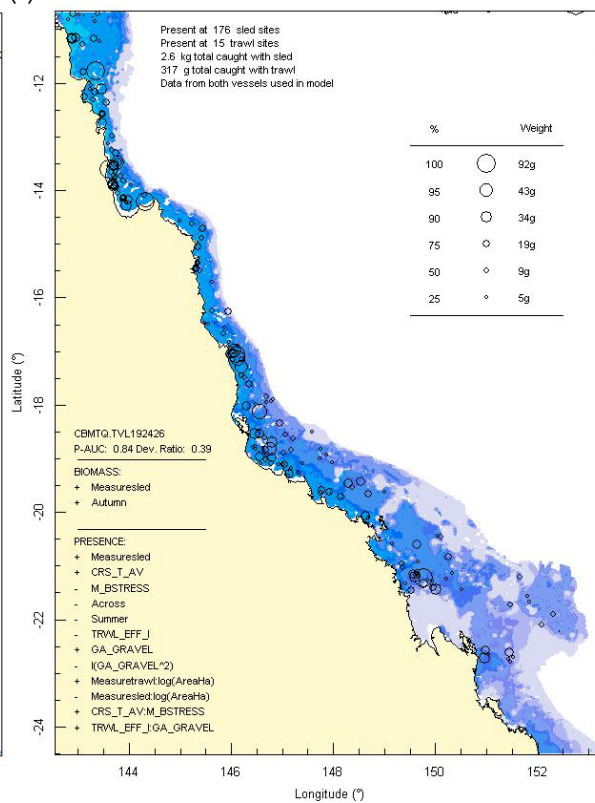 Present at 176 sled sites
Present at 15 trawl sites
2.6 kg total caught with sled
317 g total caught with trawl
Data from both vessels used in model
% Weight
100 92g
95 43g
90 34g
75 19g
50 9g
25 5g
-12
-14
-16
-18
-20
-22
-24
Latitude (°)
CBMTQ.TVL192426
P-AUC: 0.84 Dev. Ratio: 0.39
BIOMASS:
+ Measuresled
+ Autumn
PRESENCE:
+ Measuresled
+ CRS_T_AV
- M_BSTRESS
- Across
- Summer
- TRWL_EFF_I
+ GA_GRAVEL
- I(GA_GRAVEL^2)
+ Measuretrawl:log(AreaHa)
- Measuresled:log(AreaHa)
+ CRS_T_AV:M_BSTRESS
+ TRWL_EFF_I:GA_GRAVEL
144 146 148 150 152
Longitude (°)